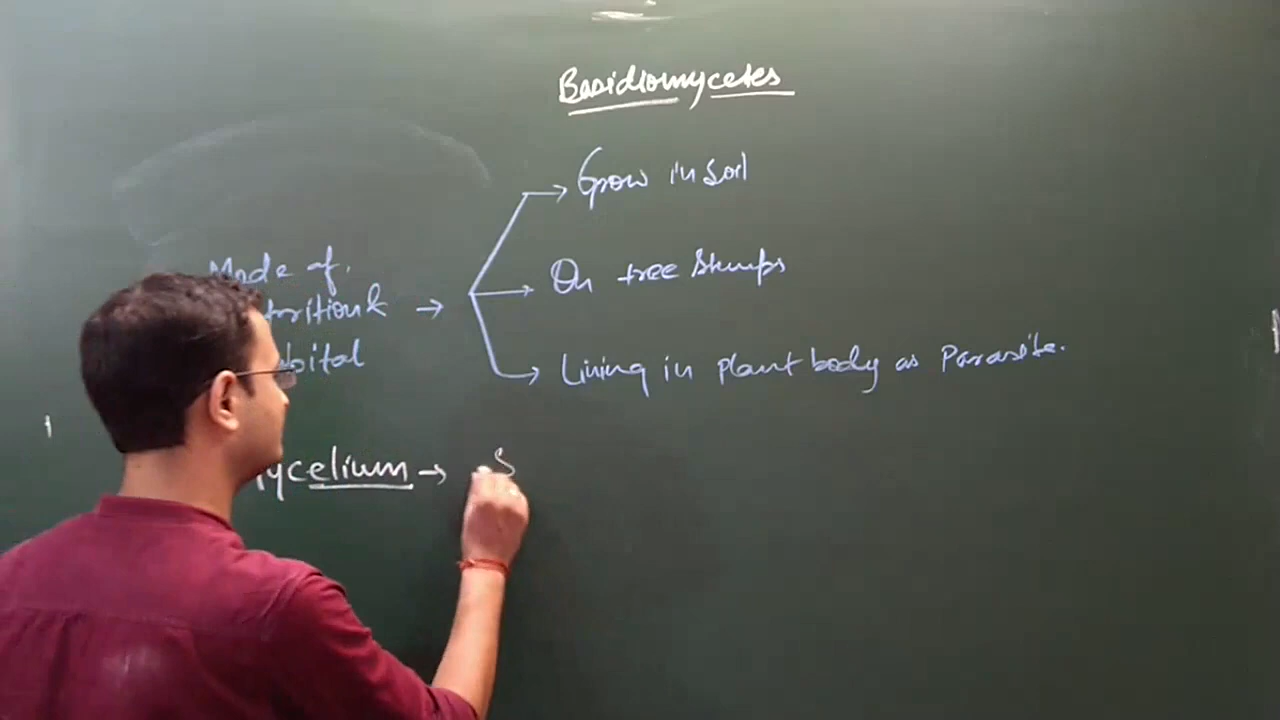 Basidiomycetes
Grow in soil
Mode of
On tree stumps
Living in plant body as Parasite.
S